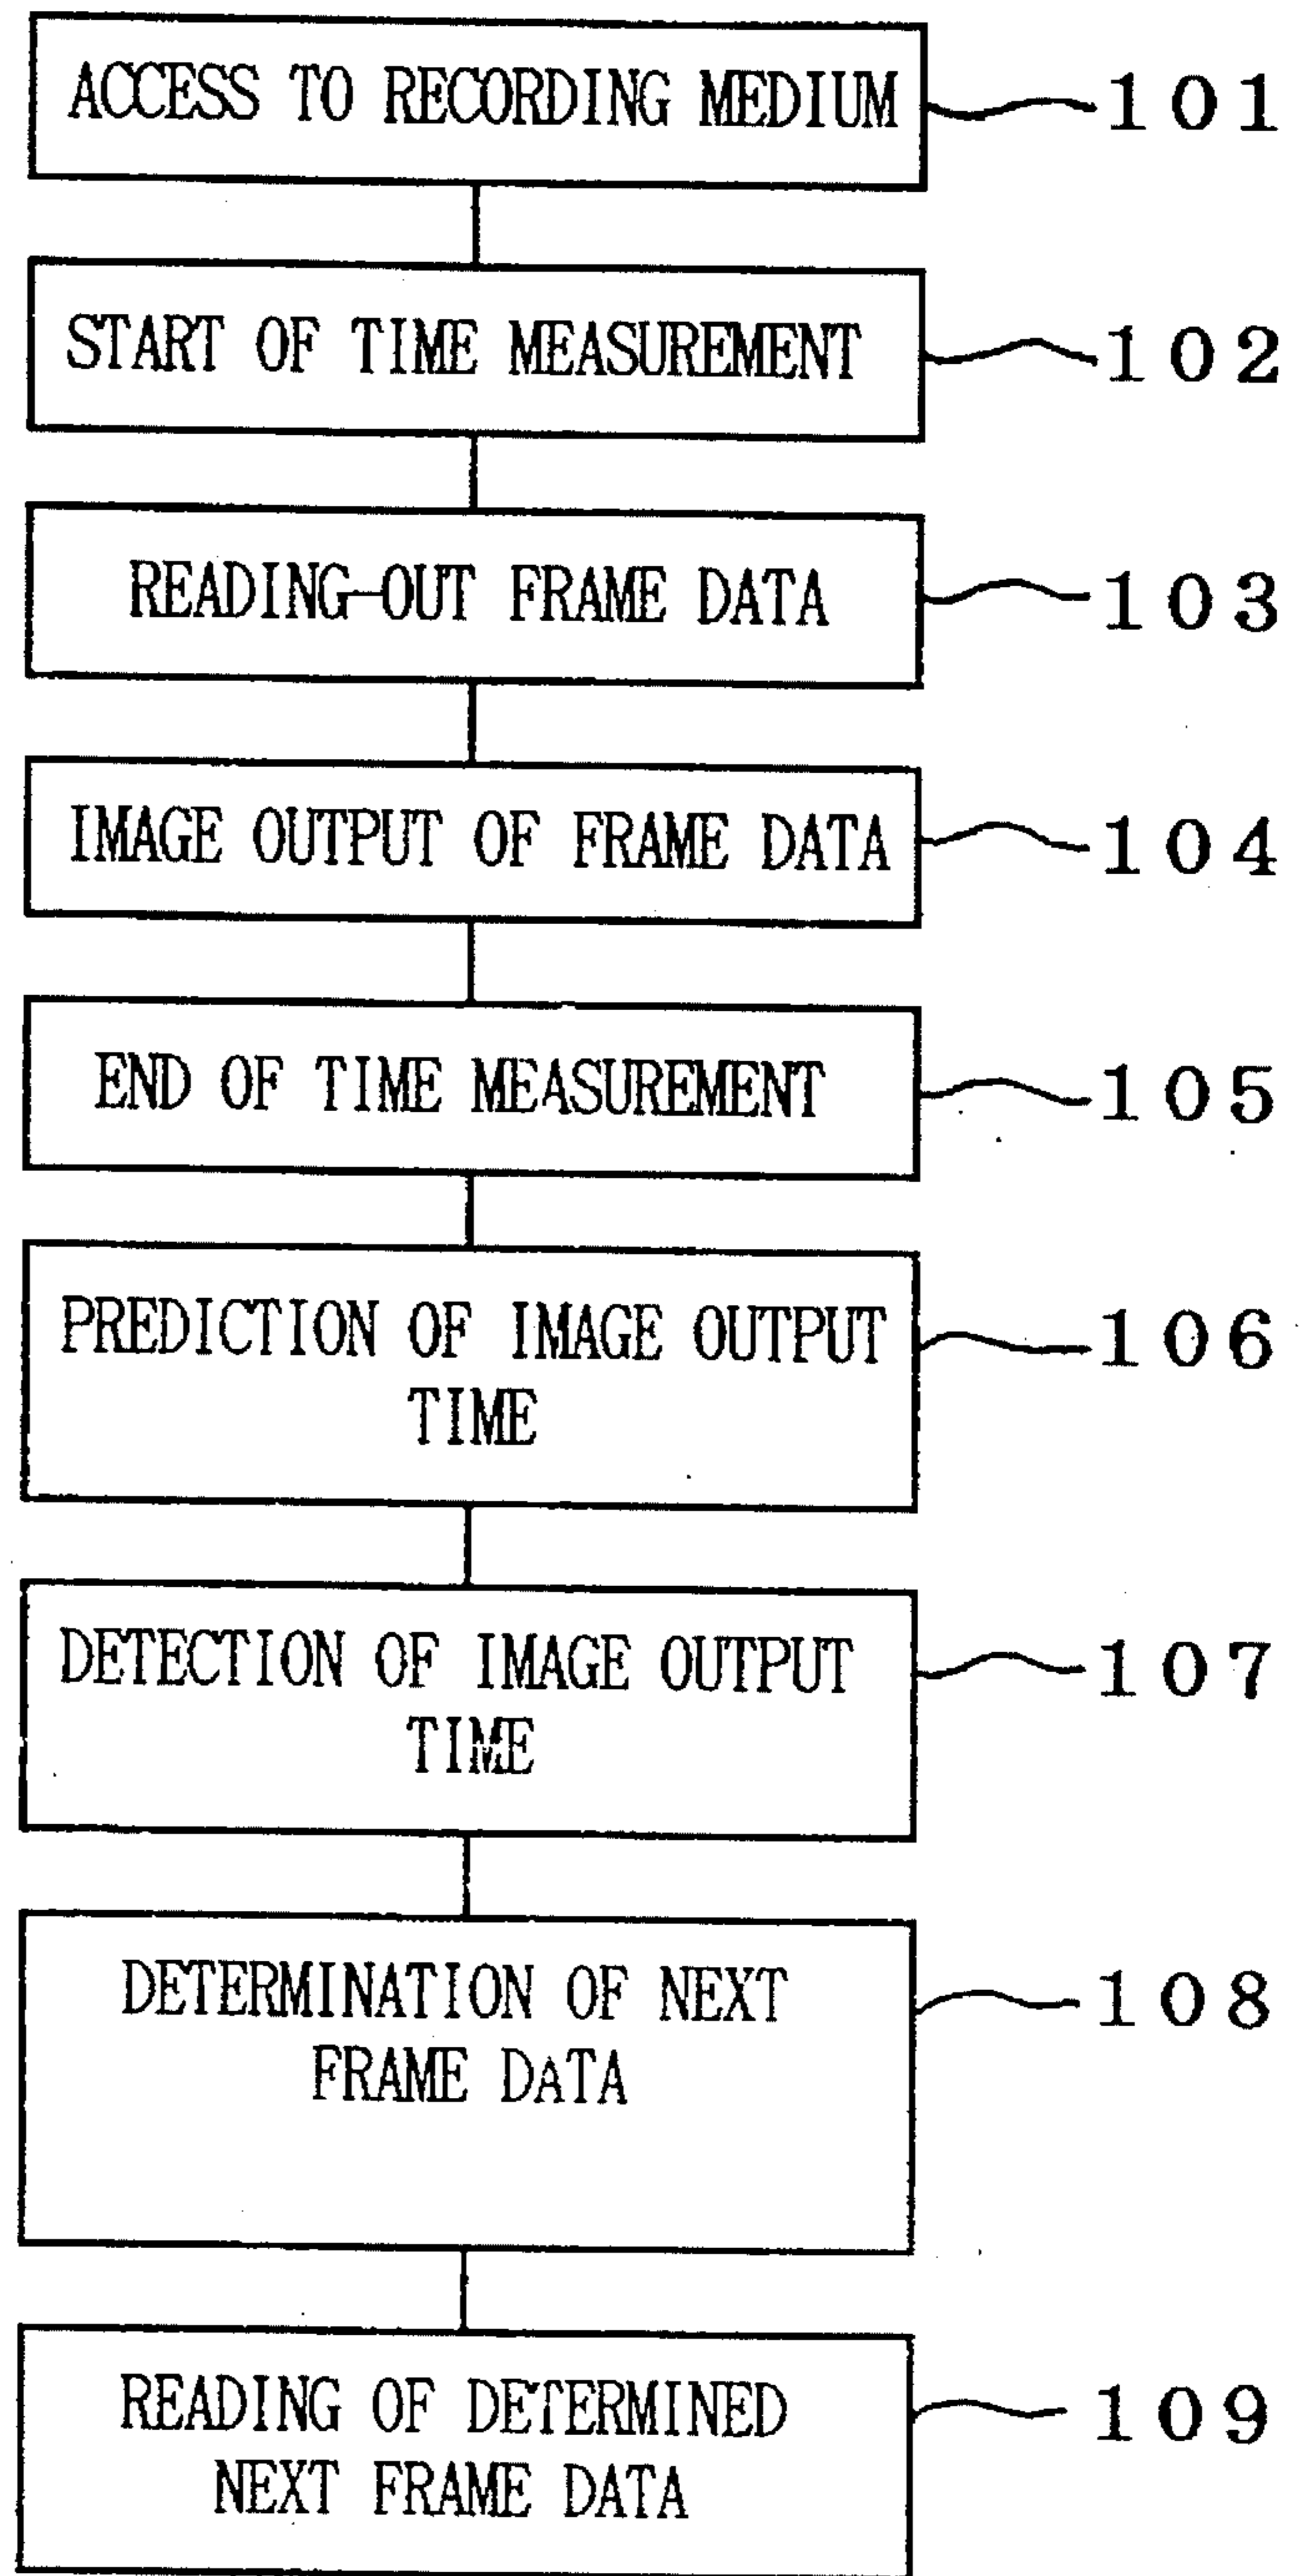 ACCESS TO RECORDING MEDIUM 101
START OF TIME MEASUREMENT 102
READING-OUT FRAME DATA 103
IMAGE OUTPUT OF FRAME DATA 104
END OF TIME MEASUREMENT 105
PREDICTION OF IMAGE OUTPUT 106
TIME
DETECTION OF IMAGE OUTPUT 107
TIME
DETERMINATION OF NEXT 108
FRAME DATA
READING OF DETERMINED 109
NEXT FRAME DATA